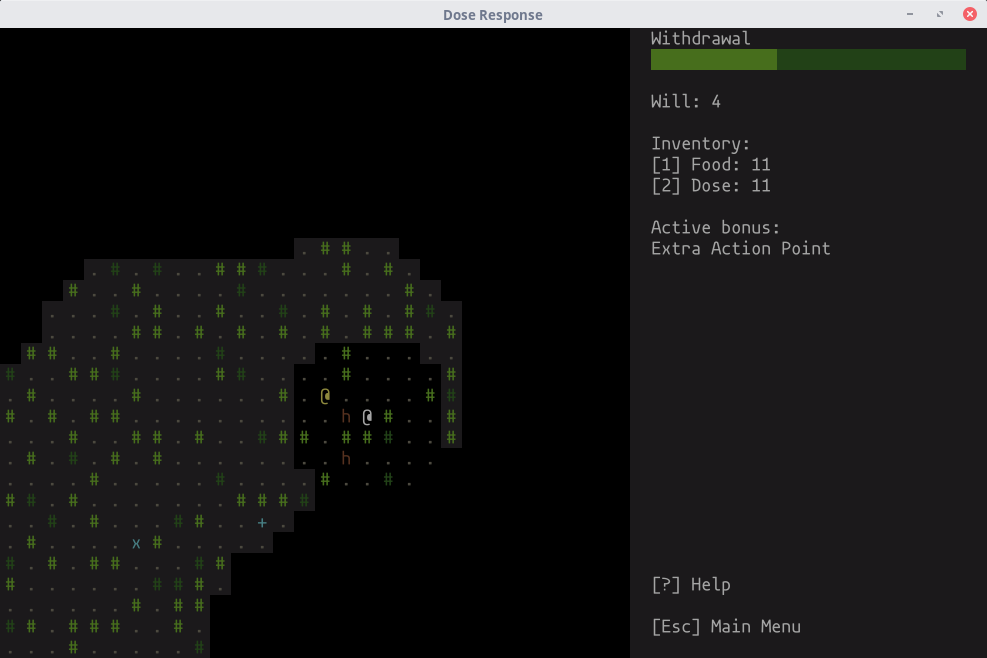 Dose Response
Withdrawal
Will: 4
Inventory:
[1] Food: 11
[2] Dose: 11
Active bonus:
Extra Action Point
[?] Help
[Esc] Main Menu